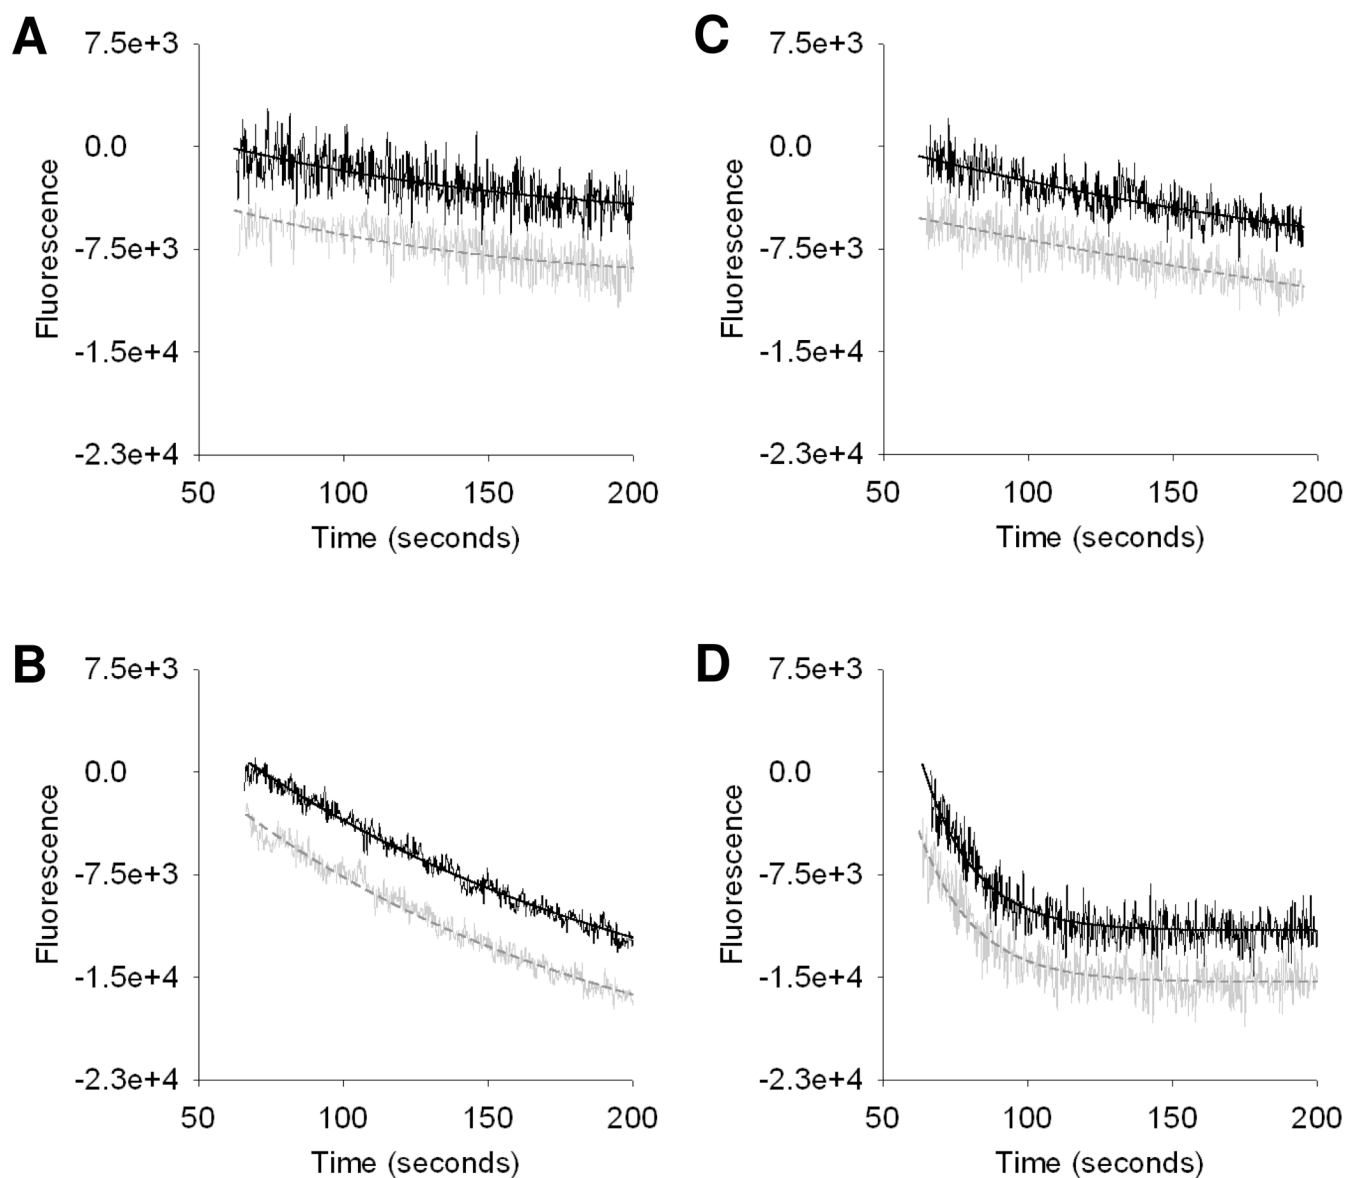 A
7.5e+3
0.0
-7.5e+3
-1.5e+4
-2.3e+4
Fluorescence
50 100 150 200
Time (seconds)
C
7.5e+3
0.0
-7.5e+3
-1.5e+4
-2.3e+4
Fluorescence
50 100 150 200
Time (seconds)
B
7.5e+3
0.0
-7.5e+3
-1.5e+4
-2.3e+4
Fluorescence
50 100 150 200
Time (seconds)
D
7.5e+3
0.0
-7.5e+3
-1.5e+4
-2.3e+4
Fluorescence
50 100 150 200
Time (seconds)